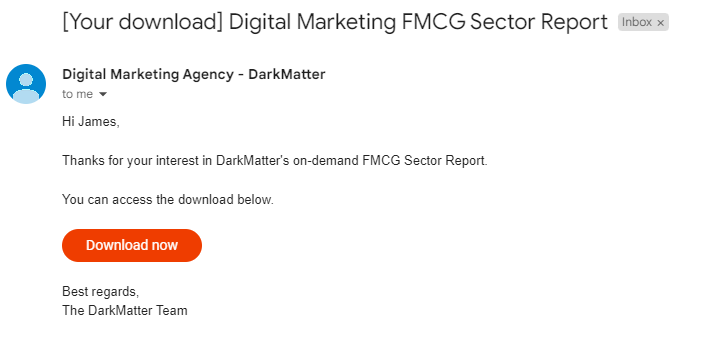 [Your download] Digital Marketing FMCG Sector Report Inbox x
Digital Marketing Agency - DarkMatter
to me
Hi James,
Thanks for your interest in DarkMatter's on-demand FMCG Sector Report.
You can access the download below.
Download now
Best regards,
The DarkMatter Team